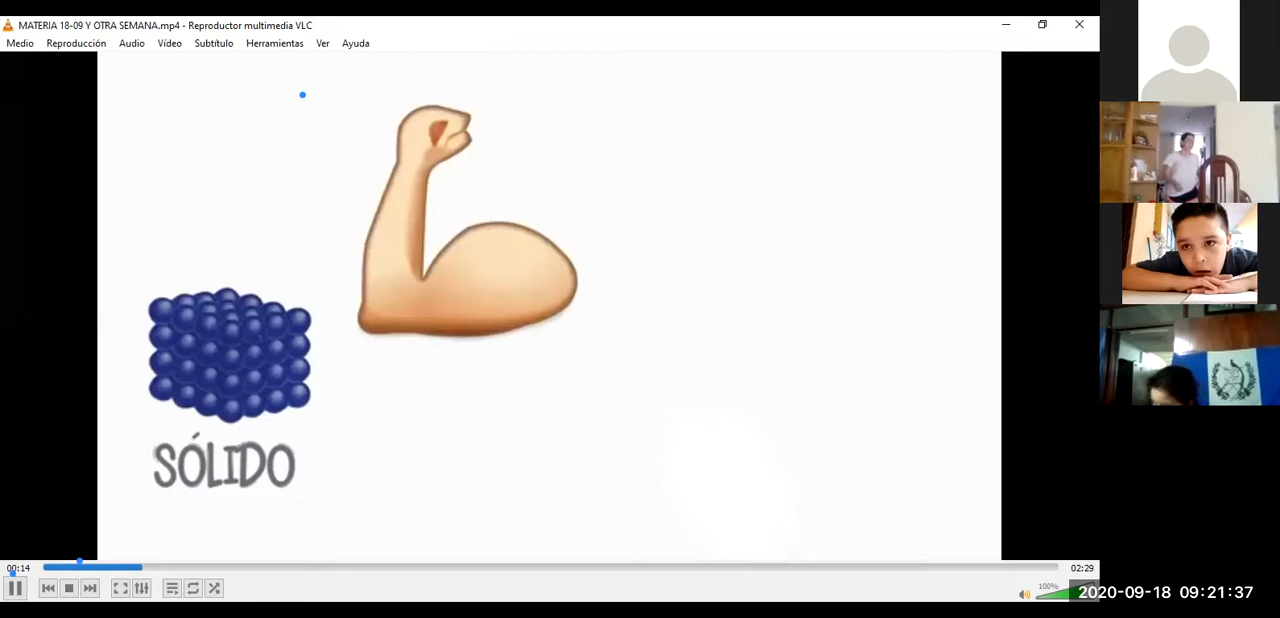 MATERIA 18-09 Y OTRA SEMANA.mp4 - Reproductor multimedia VLC
Medio Reproducción Audio Vídeo Subtítulo Herramientas Ver Ayuda
SÓLIDO
00:14
02:29
100%
2020-09-18 09:21:37